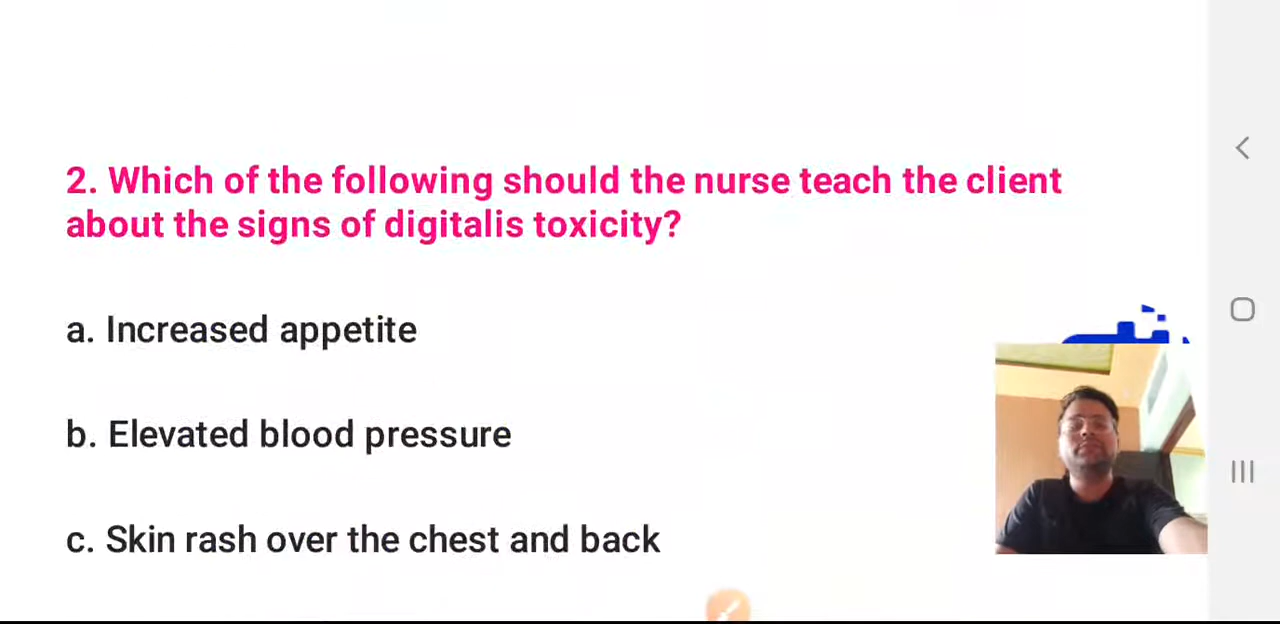 2. Which of the following should the nurse teach the client
about the signs of digitalis toxicity?
a. Increased appetite
b. Elevated blood pressure
c. Skin rash over the chest and back